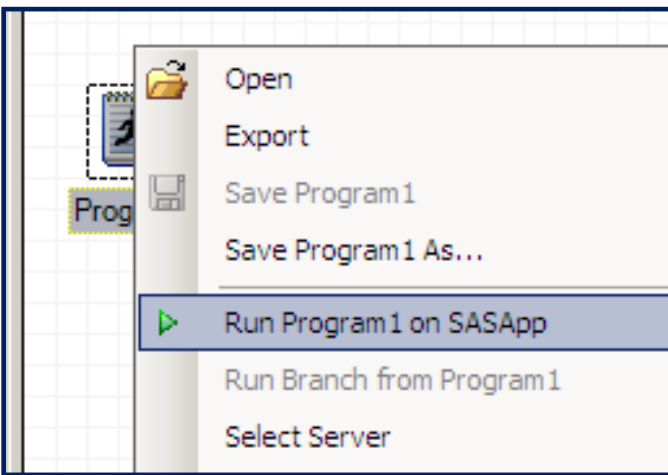 Open
Export
Save Program1
Prog
Save Program1 As...
Run Program1 on SASApp
Run Branch from Program1
Select Server